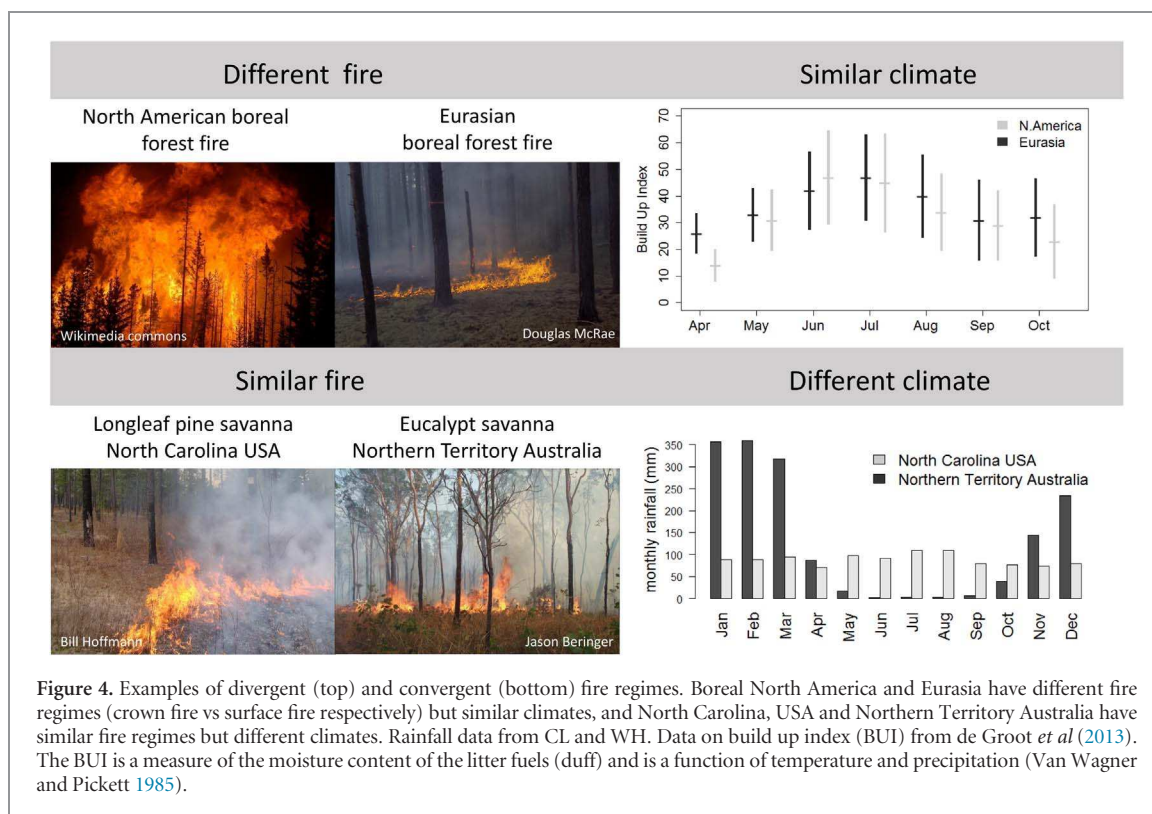 Different fire
Similar climate
North American boreal
forest fire
Eurasian
boreal forest fire
Wikimedia commons
Douglas McRae
Build Up Index
70
60
50
40
30
20
10
0
N.America
Eurasia
Apr May Jun Jul Aug Sep Oct
Similar fire
Different climate
Longleaf pine savanna
North Carolina USA
Eucalypt savanna
Northern Territory Australia
Bill Hoffmann
Jason Beringer
monthly rainfall (mm)
350
300
250
200
150
100
50
0
North Carolina USA
Northern Territory Australia
Jan Feb Mar Apr May Jun Jul Aug Sep Oct Nov Dec
Figure 4. Examples of divergent (top) and convergent (bottom) fire regimes. Boreal North America and Eurasia have different fire
regimes (crown fire vs surface fire respectively) but similar climates, and North Carolina, USA and Northern Territory Australia have
similar fire regimes but different climates. Rainfall data from CL and WH. Data on build up index (BUI) from de Groot et al (2013).
The BUI is a measure of the moisture content of the litter fuels (duff) and is a function of temperature and precipitation (Van Wagner
and Pickett 1985).